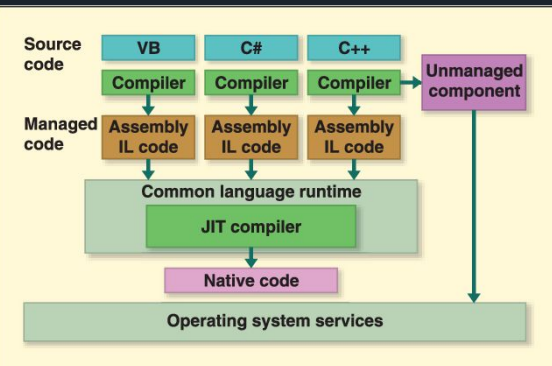 Source
code
VB
C#
C++
Compiler
Compiler
Compiler
Unmanaged
component
Managed
code
Assembly
IL code
Assembly
IL code
Assembly
IL code
Common language runtime
JIT compiler
Native code
Operating system services